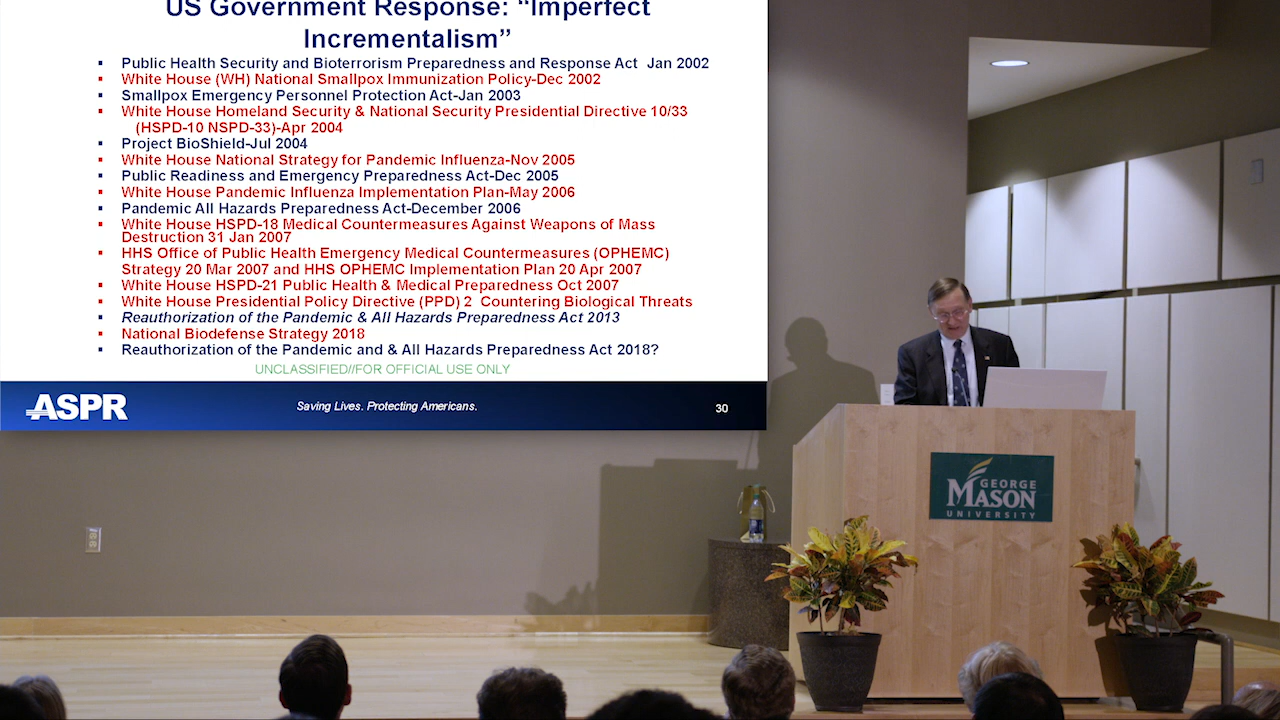 US Government Response: “Imperfect
Incrementalism”
▪ Public Health Security and Bioterrorism Preparedness and Response Act Jan 2002
▪ White House (WH) National Smallpox Immunization Policy-Dec 2002
▪ Smallpox Emergency Personnel Protection Act-Jan 2003
▪ White House Homeland Security & National Security Presidential Directive 10/33
(HSPD-10 NSPD-33)-Apr 2004
▪ Project BioShield-Jul 2004
▪ White House National Strategy for Pandemic Influenza-Nov 2005
▪ Public Readiness and Emergency Preparedness Act-Dec 2005
▪ White House Pandemic Influenza Implementation Plan-May 2006
▪ Pandemic All Hazards Preparedness Act-December 2006
▪ White House HSPD-18 Medical Countermeasures Against Weapons of Mass
Destruction 31 Jan 2007
▪ HHS Office of Public Health Emergency Medical Countermeasures (OPHEMC)
Strategy 20 Mar 2007 and HHS OPHEMC Implementation Plan 20 Apr 2007
▪ White House HSPD-21 Public Health & Medical Preparedness Oct 2007
▪ White House Presidential Policy Directive (PPD) 2 Countering Biological Threats
▪ Reauthorization of the Pandemic & All Hazards Preparedness Act 2013
▪ National Biodefense Strategy 2018
▪ Reauthorization of the Pandemic and & All Hazards Preparedness Act 2018?
UNCLASSIFIED//FOR OFFICIAL USE ONLY
ASPR
Saving Lives. Protecting Americans.
30
GEORGE
MASON
UNIVERSITY